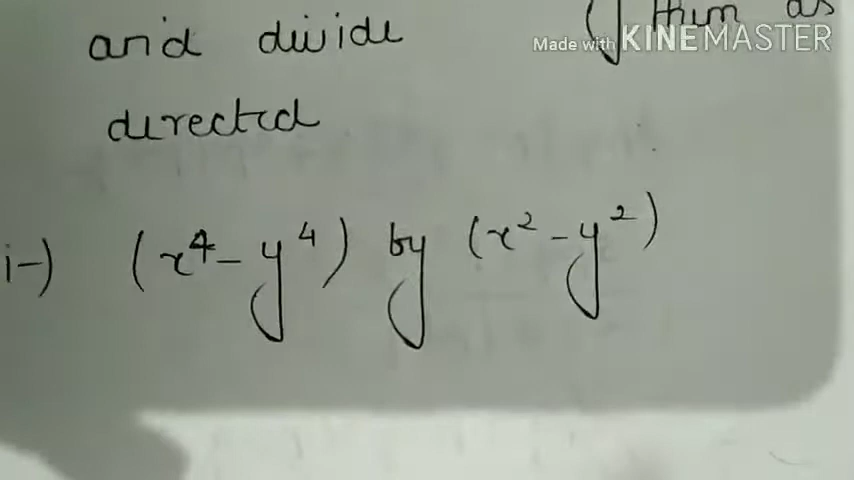 them as
Made with KINEMASTER
and divide
directed
i-) (x⁴-y⁴) by (x²-y²)